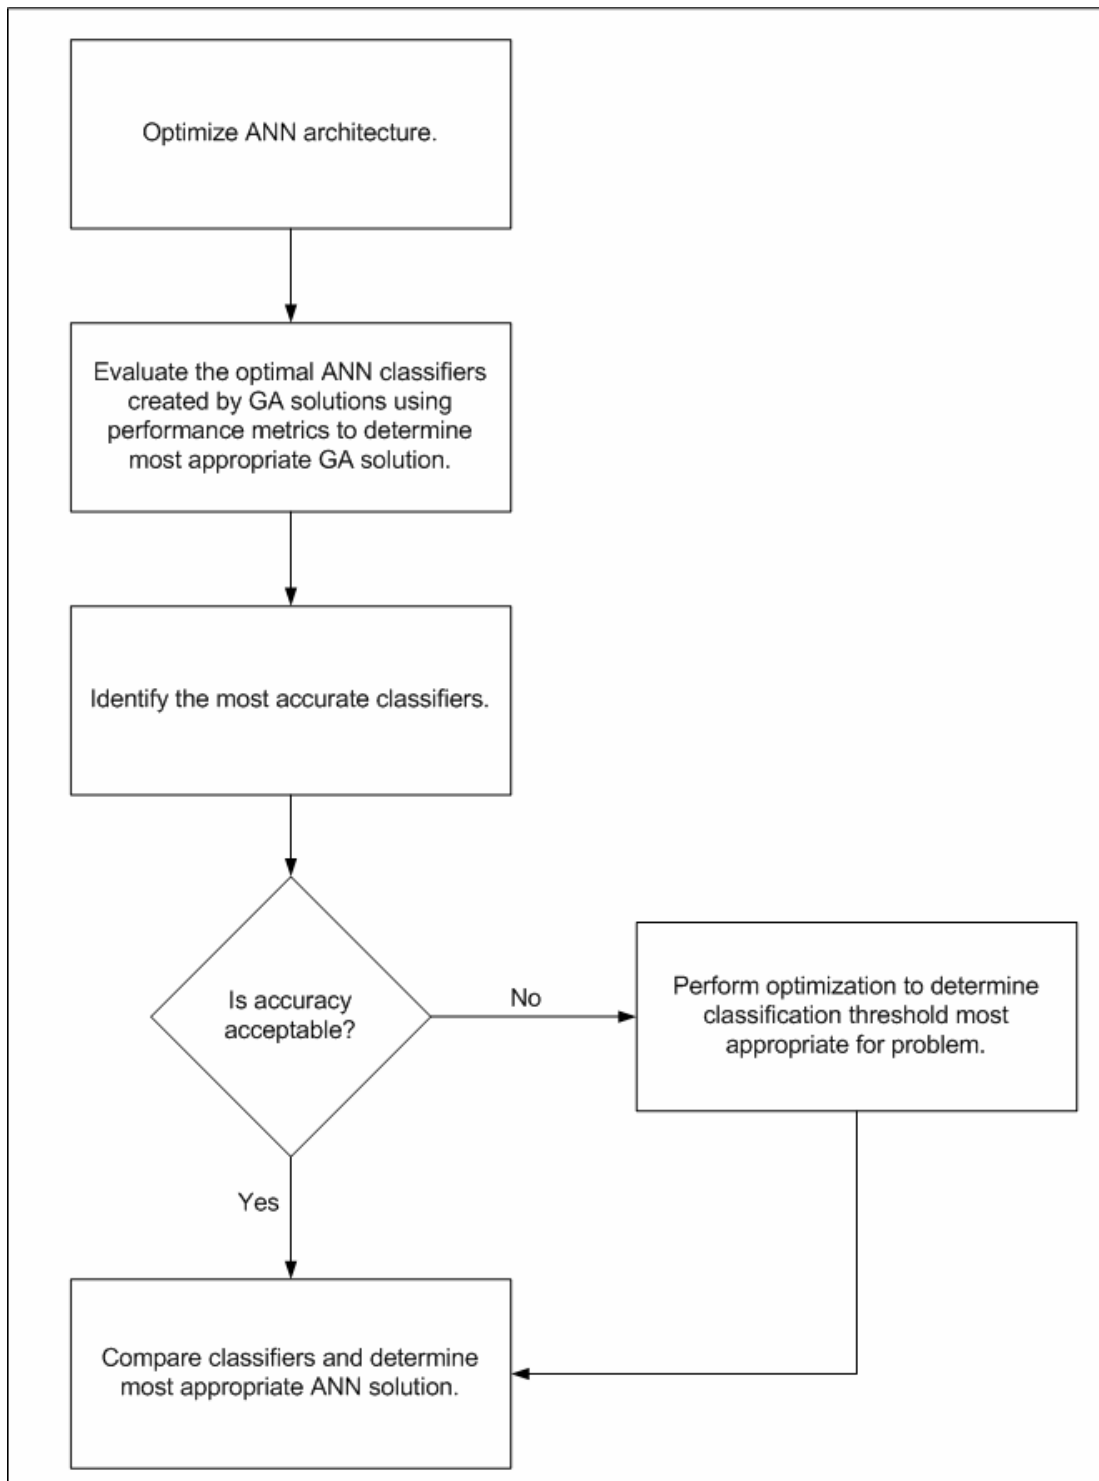 Optimize ANN architecture.
Evaluate the optimal ANN classifiers
created by GA solutions using
performance metrics to determine
most appropriate GA solution.
Identify the most accurate classifiers.
Is accuracy
acceptable?
No
Perform optimization to determine
classification threshold most
appropriate for problem.
Yes
Compare classifiers and determine
most appropriate ANN solution.